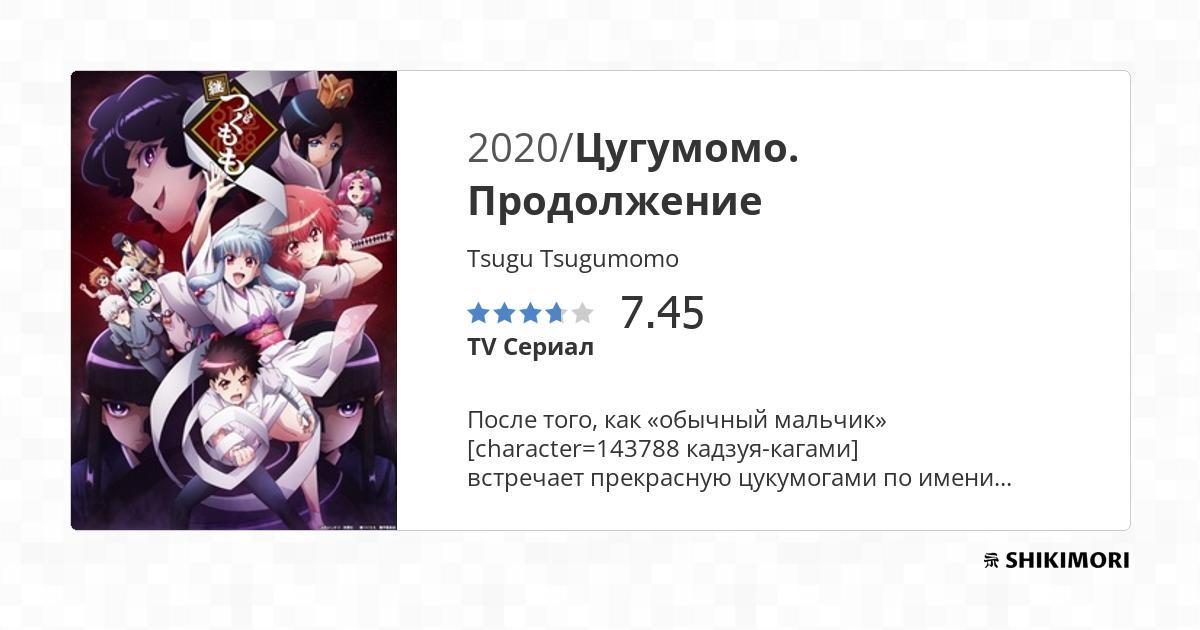 継
つぐもも
2020/Цугумомо.
Продолжение
Tsugu Tsugumomo
7.45
TV Сериал
После того, как «обычный мальчик»
[character=143788 кадзуя-кагами]
встречает прекрасную цукумогами по имени...
SHIKIMORI